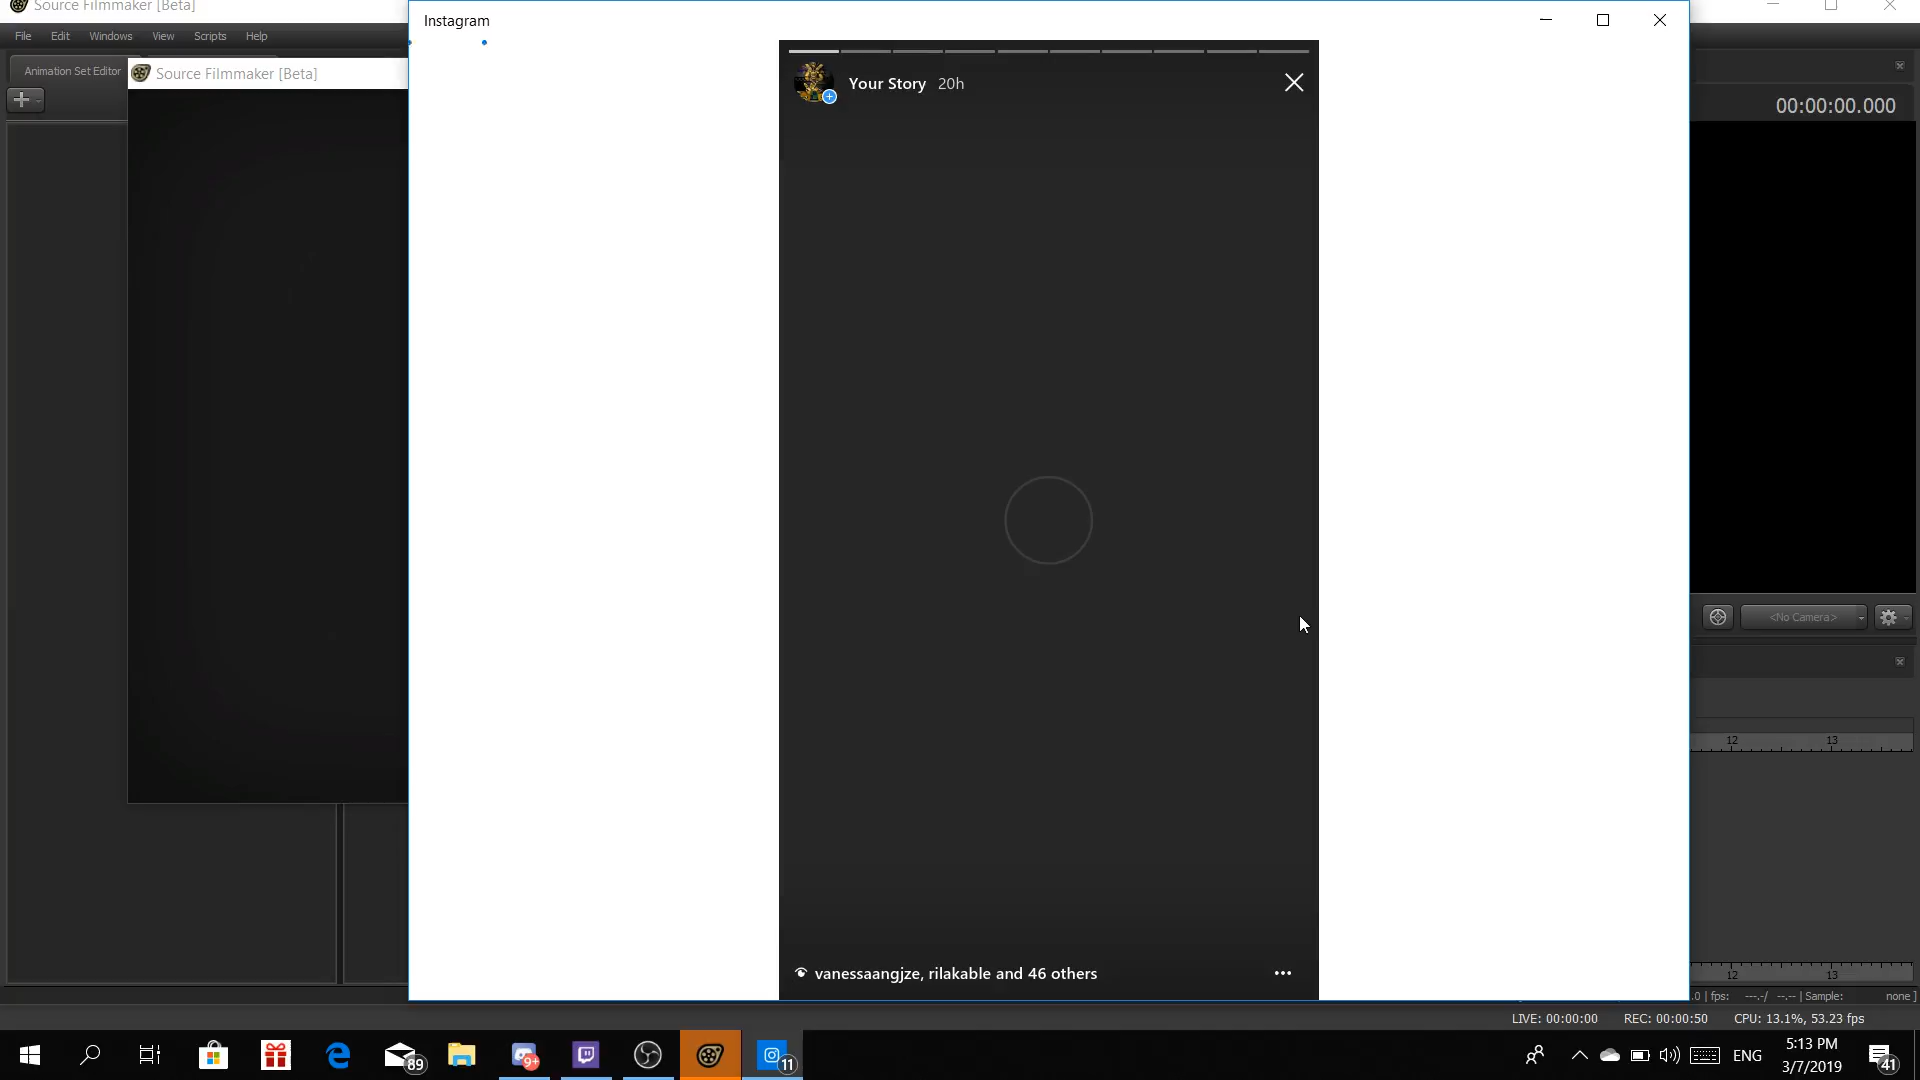 Source Filmmaker [Beta]
File Edit Windows View Scripts Help
Animation Set Editor
Source Filmmaker [Beta]
Instagram
Your Story 20h
00:00:00.000
<No Camera>
12 13
vanessaangjze, rilakable and 46 others
12 13
.0 | fps: ---.-/ --.-- | Sample: none ]
LIVE: 00:00:00 REC: 00:00:50 CPU: 13.1%, 53.23 fps
89
9+
11
ENG
5:13 PM
3/7/2019
41